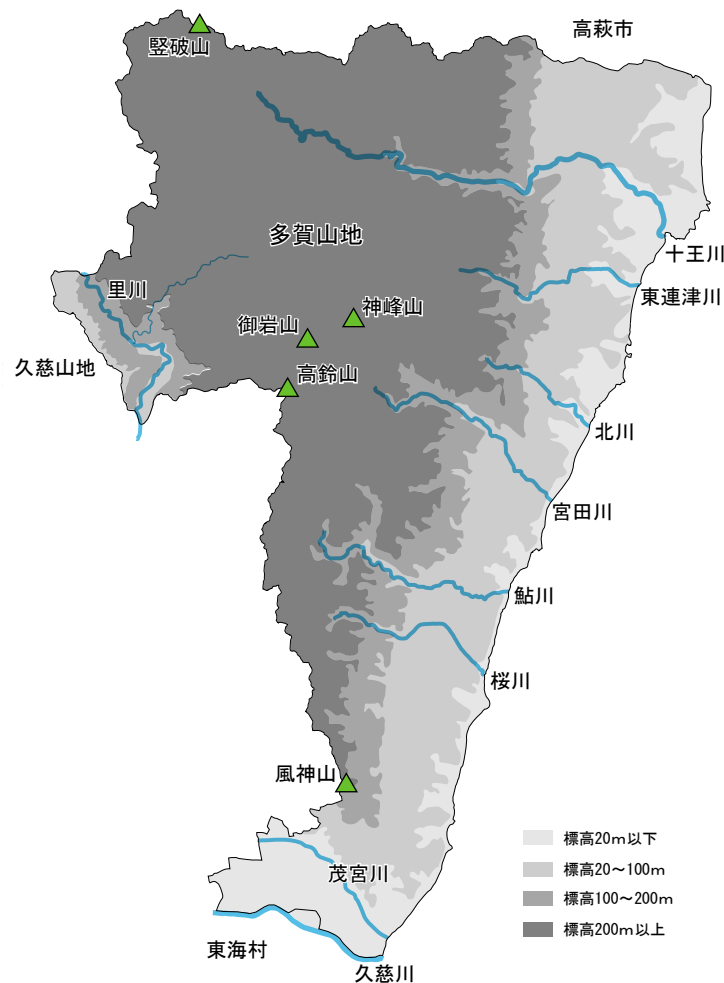 高萩市
竪破山
多賀山地
十王川
里川
東連津川
神峰山
御岩山
久慈山地
高鈴山
北川
宮田川
鮎川
桜川
風神山
茂宮川
東海村
久慈川
標高20m以下
標高20～100m
標高100～200m
標高200m以上